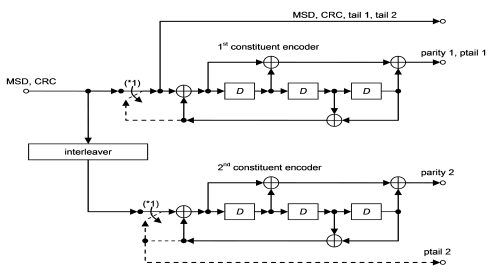 MSD, CRC, tail 1, tail 2
1st constituent encoder
parity 1, ptail 1
MSD, CRC
(*1)
D D D
interleaver
2nd constituent encoder
parity 2
(*1)
D D D
ptail 2